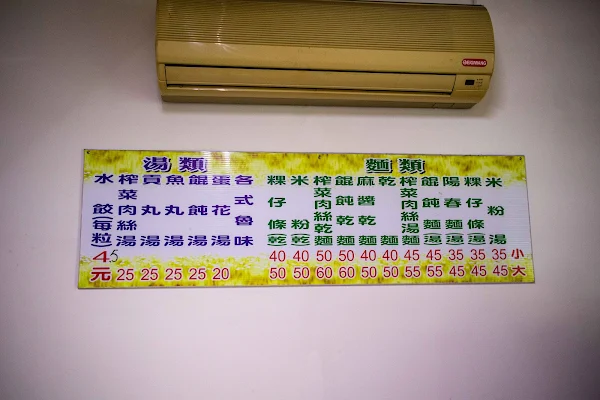 湯類
水餃(每粒) 4.5元
榨菜肉絲湯 25
貢丸湯 25
魚丸湯 25
餛飩湯 25
蛋花湯 20
各式魯味
麵類
粿仔條(乾) 40 50
米粉(乾) 40 50
榨菜肉絲乾麵 50 60
餛飩乾麵 50 60
麻醬乾麵 40 50
乾麵 40 50
榨菜肉絲湯麵 45 55
餛飩麵(湯) 45 55
陽春麵(湯) 35 45
粿仔條(湯) 35 45
米粉湯 35 45
小 大